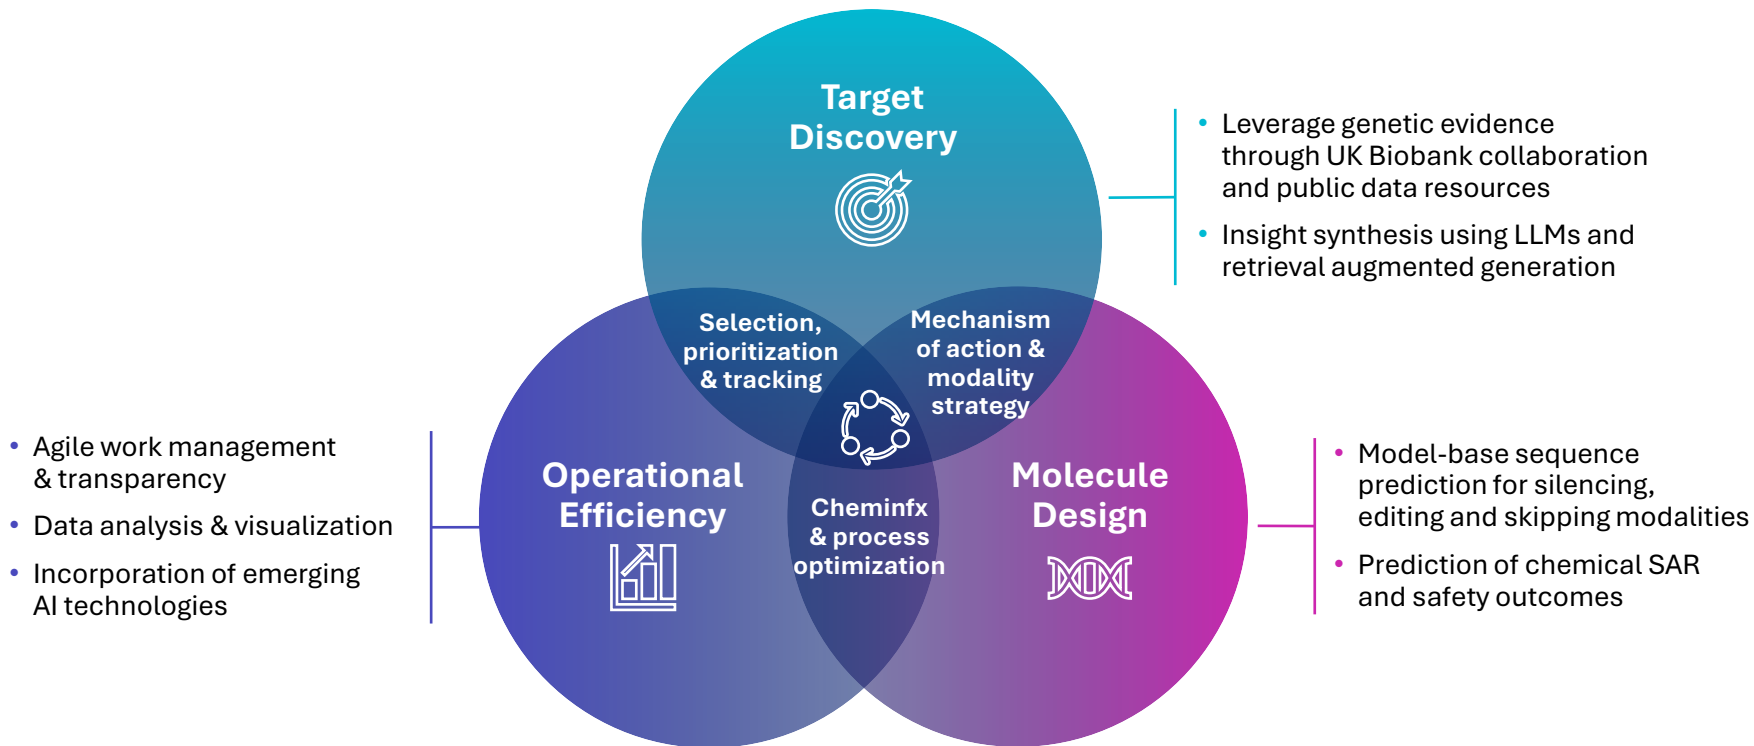 Target
Discovery
• Leverage genetic evidence
through UK Biobank collaboration
and public data resources
• Insight synthesis using LLMs and
retrieval augmented generation
Selection,
prioritization
& tracking
Mechanism
of action &
modality
strategy
• Agile work management
& transparency
• Data analysis & visualization
• Incorporation of emerging
AI technologies
Operational
Efficiency
Cheminfx
& process
optimization
Molecule
Design
• Model-base sequence
prediction for silencing,
editing and skipping modalities
• Prediction of chemical SAR
and safety outcomes